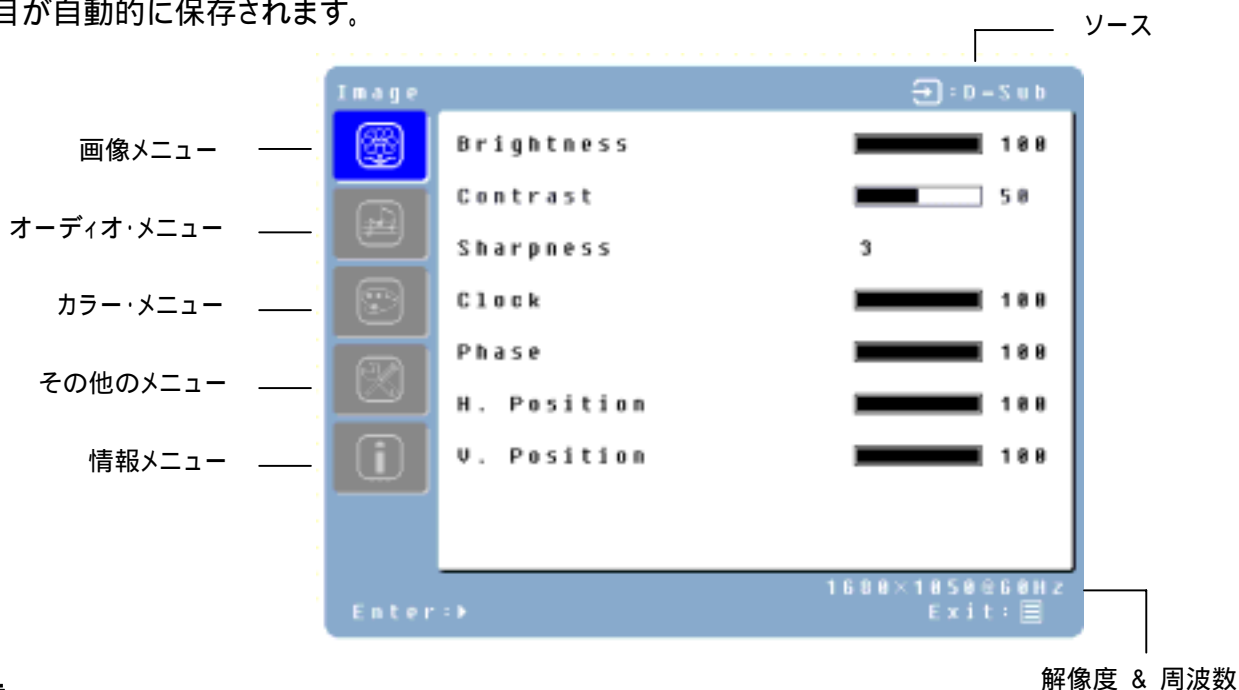 目が自動的に保存されます。
ソース
Image :D-Sub
画像メニュー
オーディオ・メニュー
カラー・メニュー
その他のメニュー
情報メニュー
Brightness 100
Contrast 50
Sharpness 3
Clock 100
Phase 100
H. Position 100
V. Position 100
1680×1050@60Hz
Enter: Exit:
解像度 & 周波数